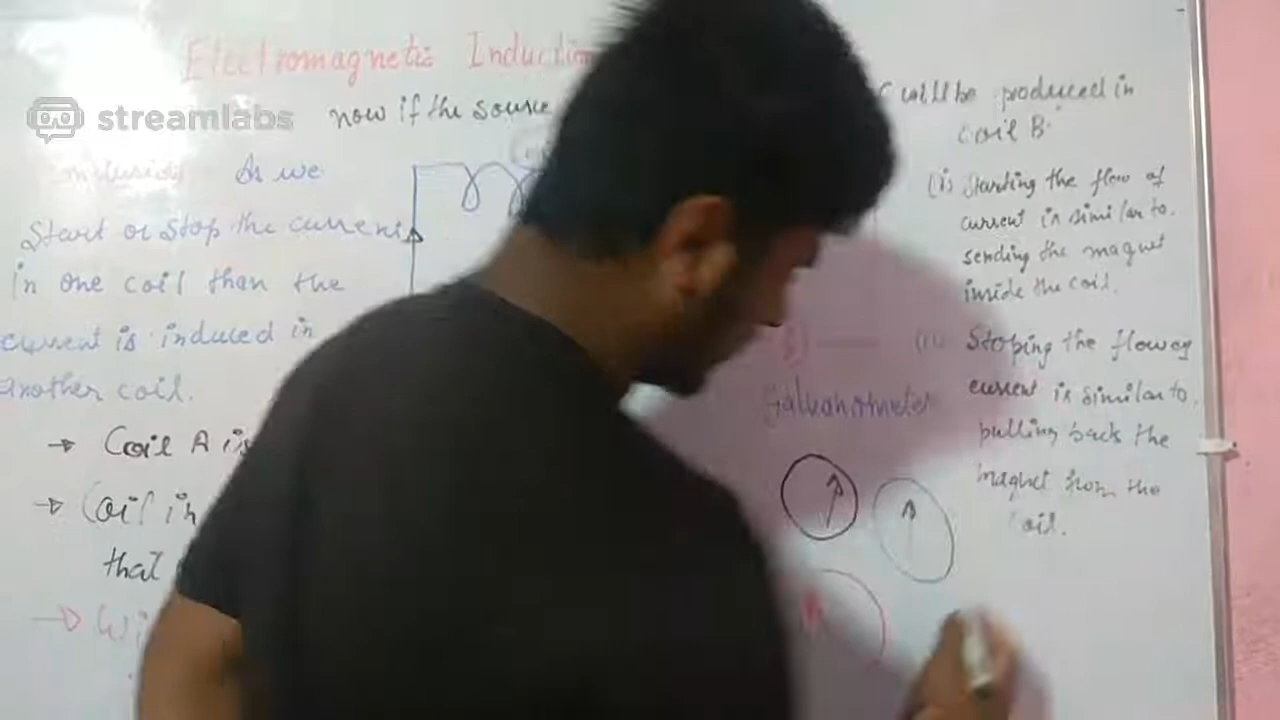 Electromagnetic Induction
streamlabs
now if the source
As we
Start or Stop the current
in one coil than the
current is induced in
another coil.
→ Coil A is
→ Coil in
that
→ Wi
C will be produced in
coil B.
(i) Starting the flow of
current is similar to.
sending the magnet
inside the coil.
Stoping the flow of
current is similar to.
pulling back the
magnet from the
coil.
Galvanometer